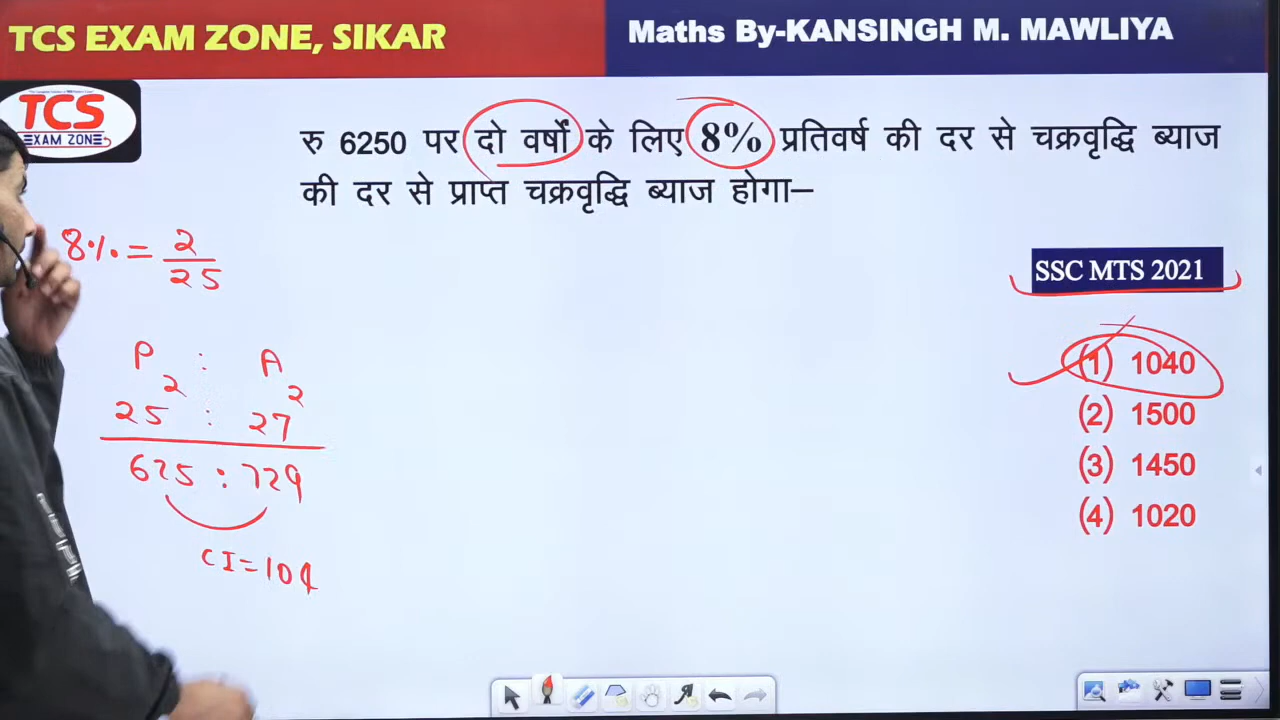 TCS EXAM ZONE, SIKAR
Maths By-KANSINGH M. MAWLIYA
TCS
EXAM ZONE
रु 6250 पर दो वर्षों के लिए 8% प्रतिवर्ष की दर से चक्रवृद्धि ब्याज
की दर से प्राप्त चक्रवृद्धि ब्याज होगा–
8% = 2/25
SSC MTS 2021
P : A
25² : 27²
625 : 729
CI = 104
(1) 1040
(2) 1500
(3) 1450
(4) 1020